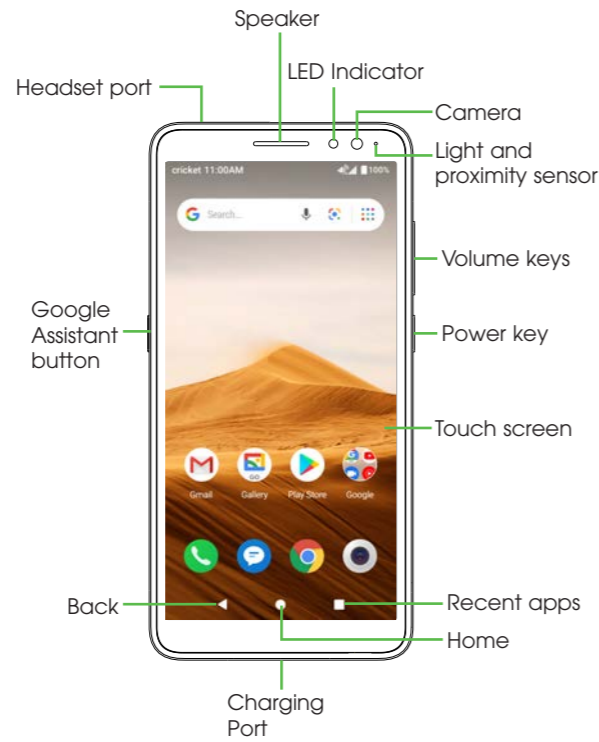 Speaker
LED Indicator
Headset port
Camera
Light and
proximity sensor
cricket 11:00AM
100%
G Search...
Volume keys
Google
Assistant
button
Power key
Touch screen
GO
Gmail Gallery Play Store Google
Back
Recent apps
Home
Charging
Port